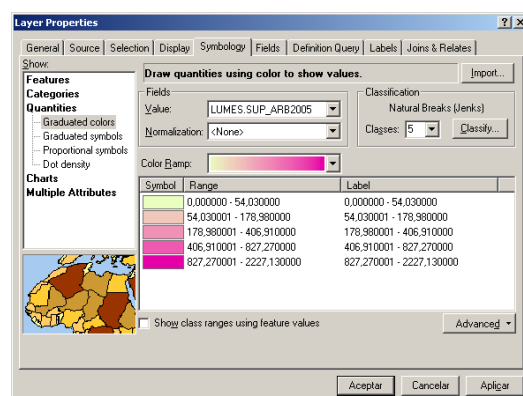 Layer Properties
General Source Selection Display Symbology Fields Definition Query Labels Joins & Relates
Show:
Features
Categories
Quantities
Graduated colors
Graduated symbols
Proportional symbols
Dot density
Charts
Multiple Attributes
Draw quantities using color to show values.
Import...
Fields
Value: LUMES.SUP_ARB2005
Normalization: <None>
Classification
Natural Breaks (Jenks)
Classes: 5 Classify...
Color Ramp:
Symbol Range Label
0,000000 - 54,030000 0,000000 - 54,030000
54,030001 - 178,980000 54,030001 - 178,980000
178,980001 - 406,910000 178,980001 - 406,910000
406,910001 - 827,270000 406,910001 - 827,270000
827,270001 - 2227,130000 827,270001 - 2227,130000
Show class ranges using feature values
Advanced
Aceptar Cancelar Aplicar